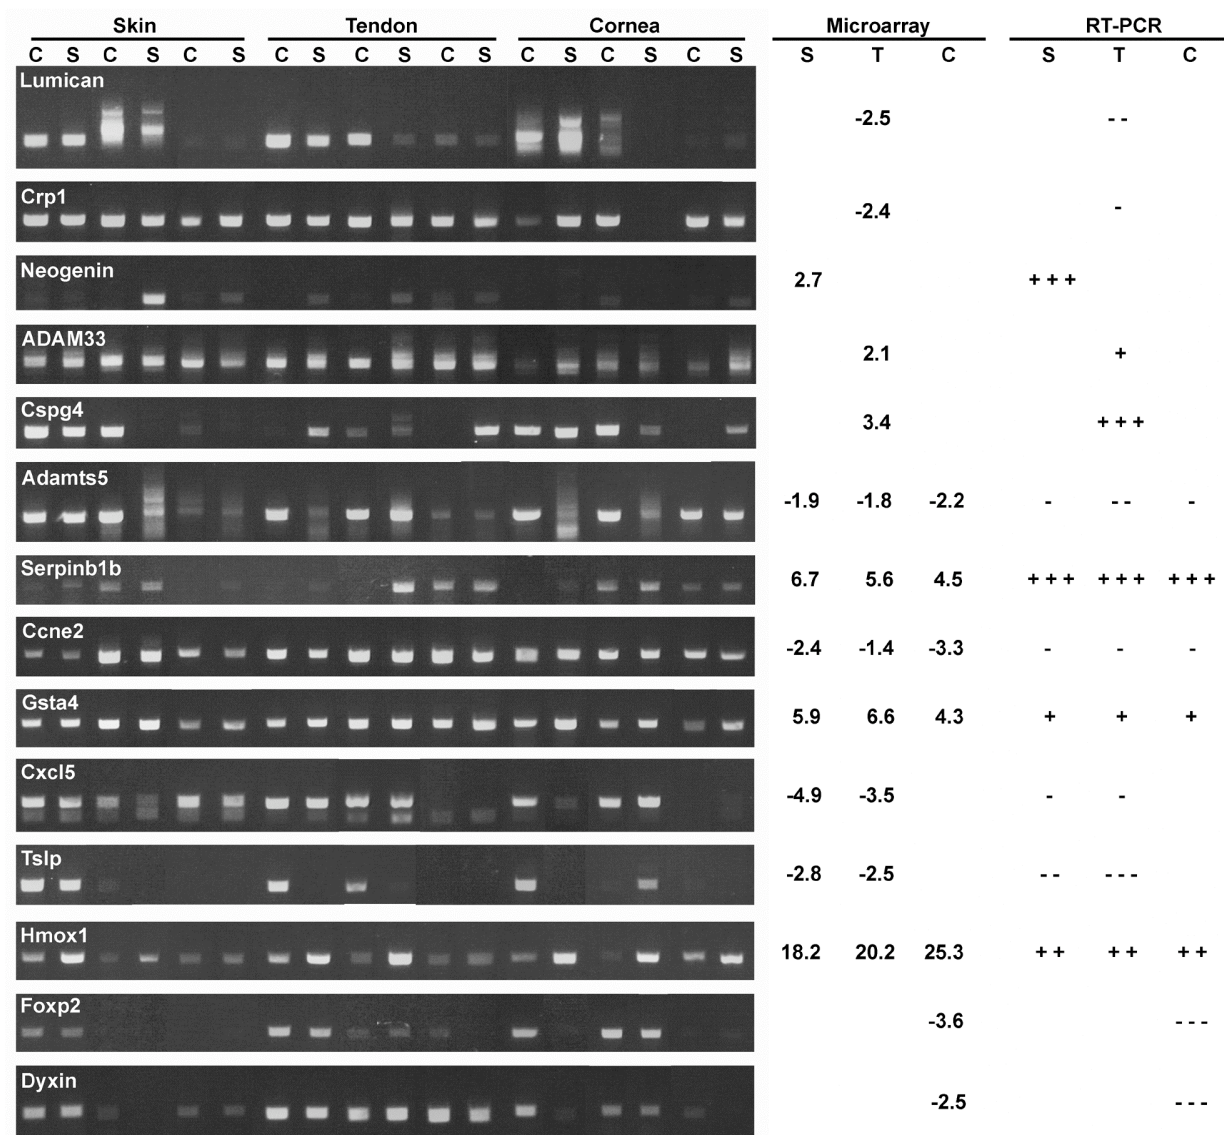 Skin Tendon Cornea Microarray RT-PCR
C S C S C S C S C S C S C S C S C S S T C S T C
Lumican
-2.5 - -
Crp1
-2.4 -
Neogenin
2.7 + + +
ADAM33
2.1 +
Cspg4
3.4 + + +
Adamts5
-1.9 -1.8 -2.2 - - - -
Serpinb1b
6.7 5.6 4.5 + + + + + + + + +
Ccne2
-2.4 -1.4 -3.3 - - -
Gsta4
5.9 6.6 4.3 + + +
Cxcl5
-4.9 -3.5 - -
Tslp
-2.8 -2.5 - - - - -
Hmox1
18.2 20.2 25.3 + + + + + +
Foxp2
-3.6 - - -
Dyxin
-2.5 - - -